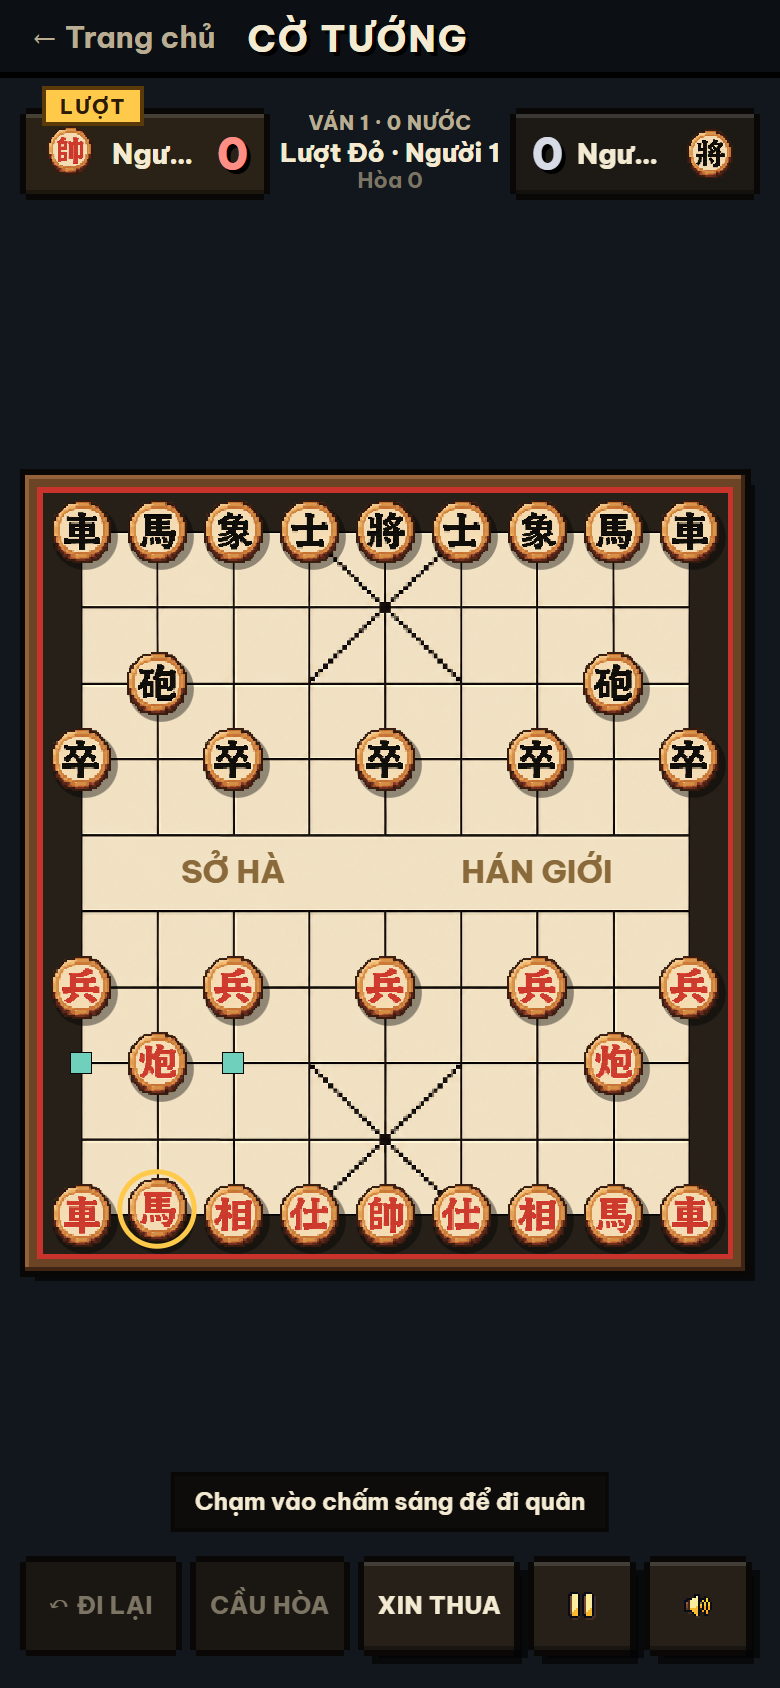 ← Trang chủ CỜ TƯỚNG
LƯỢT
帥 Ngư... 0
VÁN 1 · 0 NƯỚC
Lượt Đỏ · Người 1
Hòa 0
0 Ngư... 將
車 馬 象 士 將 士 象 馬 車
砲 砲
卒 卒 卒 卒 卒
SỞ HÀ HÁN GIỚI
兵 兵 兵 兵 兵
炮 炮
車 馬 相 仕 帥 仕 相 馬 車
Chạm vào chấm sáng để đi quân
↶ ĐI LẠI CẦU HÒA XIN THUA